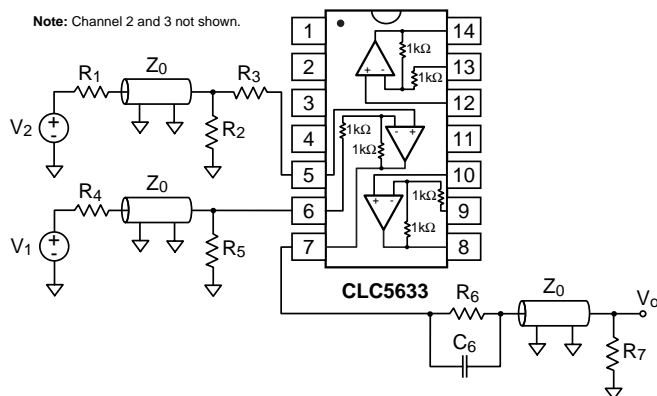 Note: Channel 2 and 3 not shown.
1
14
1kΩ
2
13
1kΩ
3
12
4
11
1kΩ
1kΩ
5
10
6
9
1kΩ
7
8
1kΩ
R1
Z0
R3
V2
+
-
R2
R4
Z0
V1
+
-
R5
+
-
-
+
+
-
CLC5633
R6
C6
Z0
Vo
R7